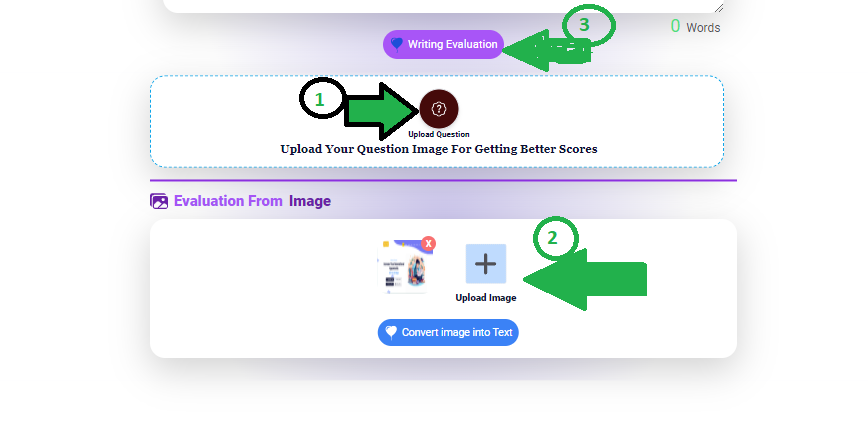 0 Words
3
Writing Evaluation
1
?
Upload Question
Upload Your Question Image For Getting Better Scores
Evaluation From Image
2
X
Upload Image
Convert image into Text